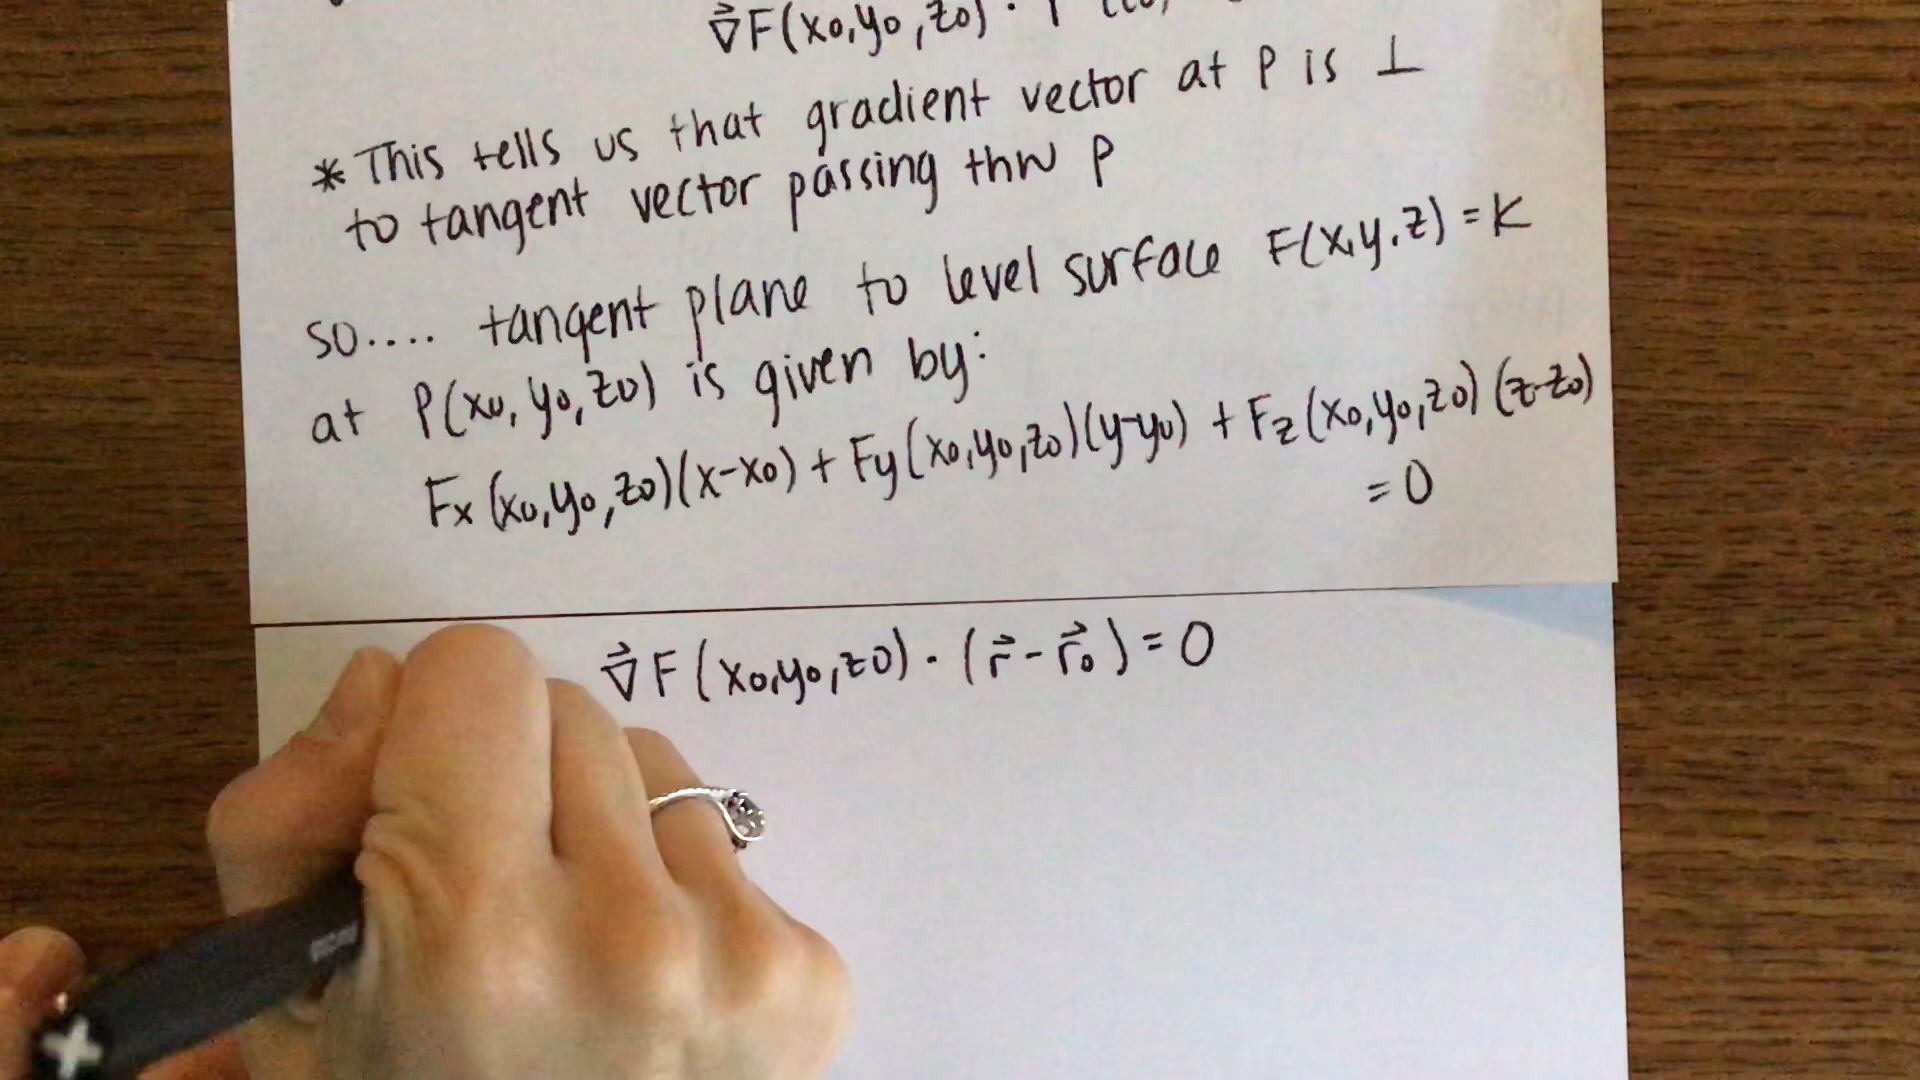 ∇⃗F(x₀,y₀,z₀) ·
* This tells us that gradient vector at P is ⊥
to tangent vector passing thru P
so.... tangent plane to level surface F(x,y,z) = K
at P(x₀, y₀, z₀) is given by:
Fx (x₀,y₀,z₀)(x-x₀) + Fy (x₀,y₀,z₀)(y-y₀) + Fz (x₀,y₀,z₀) (z-z₀)
= 0
∇⃗F (x₀,y₀,z₀) · (r⃗ - r⃗₀) = 0